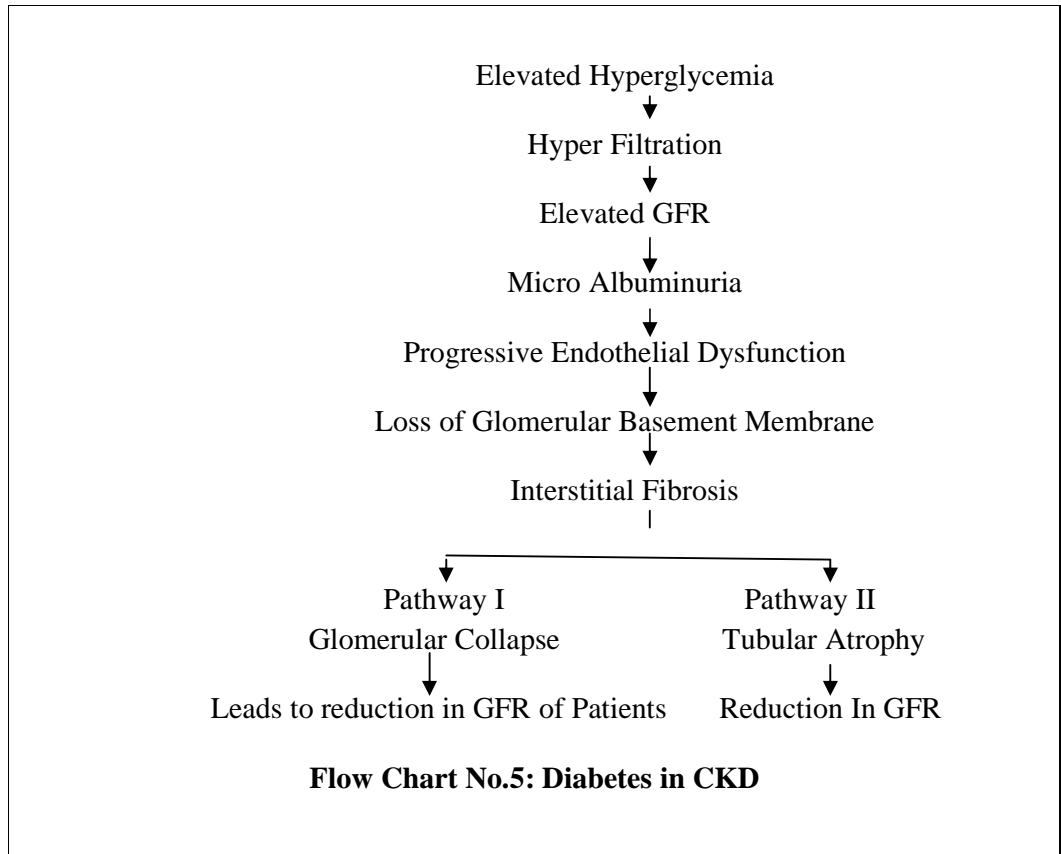 Elevated Hyperglycemia
Hyper Filtration
Elevated GFR
Micro Albuminuria
Progressive Endothelial Dysfunction
Loss of Glomerular Basement Membrane
Interstitial Fibrosis
Pathway I
Glomerular Collapse
Leads to reduction in GFR of Patients
Pathway II
Tubular Atrophy
Reduction In GFR
Flow Chart No.5: Diabetes in CKD